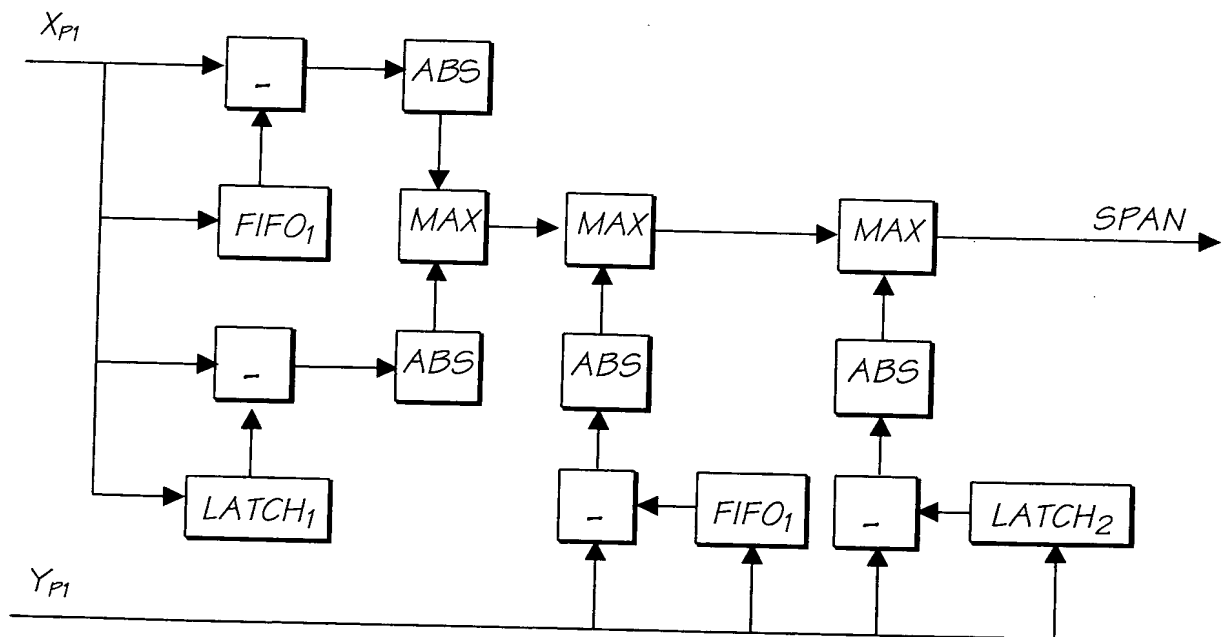 X_P1
-
ABS
FIFO_1
MAX
MAX
MAX
SPAN
-
ABS
ABS
ABS
LATCH_1
-
FIFO_1
-
LATCH_2
Y_P1